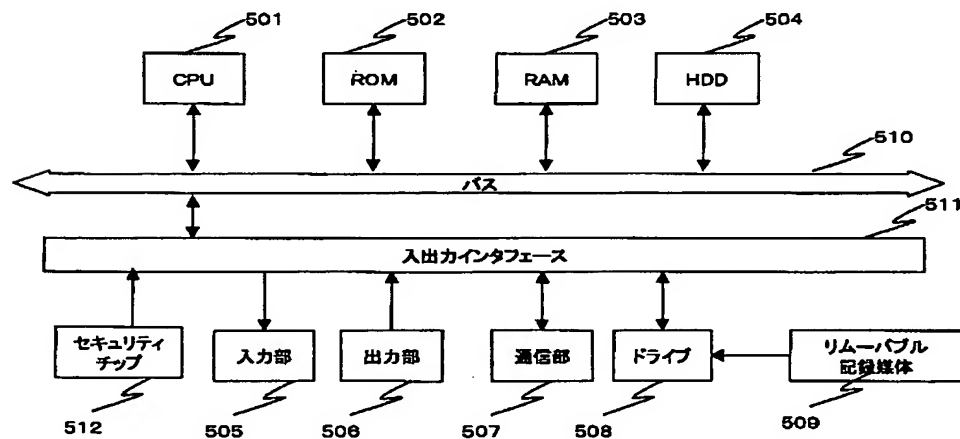 501
502
503
504
CPU
ROM
RAM
HDD
510
バス
511
入出力インタフェース
セキュリティ
チップ
入力部
出力部
通信部
ドライブ
リムーバブル
記録媒体
512
505
506
507
508
509